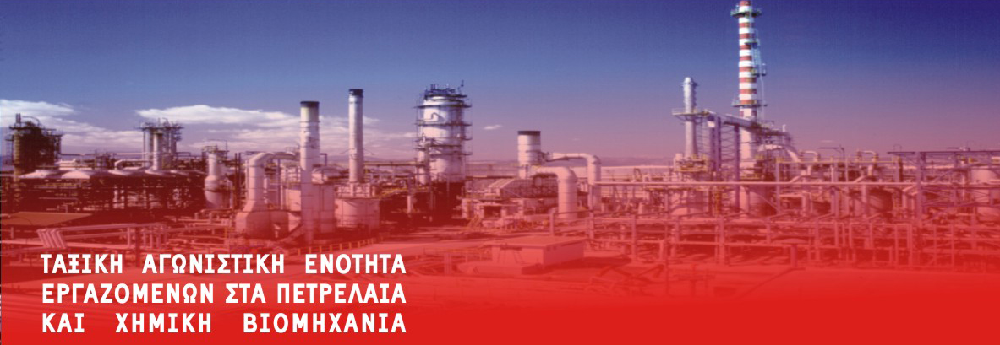 ΤΑΞΙΚΗ ΑΓΩΝΙΣΤΙΚΗ ΕΝΟΤΗΤΑ
ΕΡΓΑΖΟΜΕΝΩΝ ΣΤΑ ΠΕΤΡΕΛΑΙΑ
ΚΑΙ ΧΗΜΙΚΗ ΒΙΟΜΗΧΑΝΙΑ